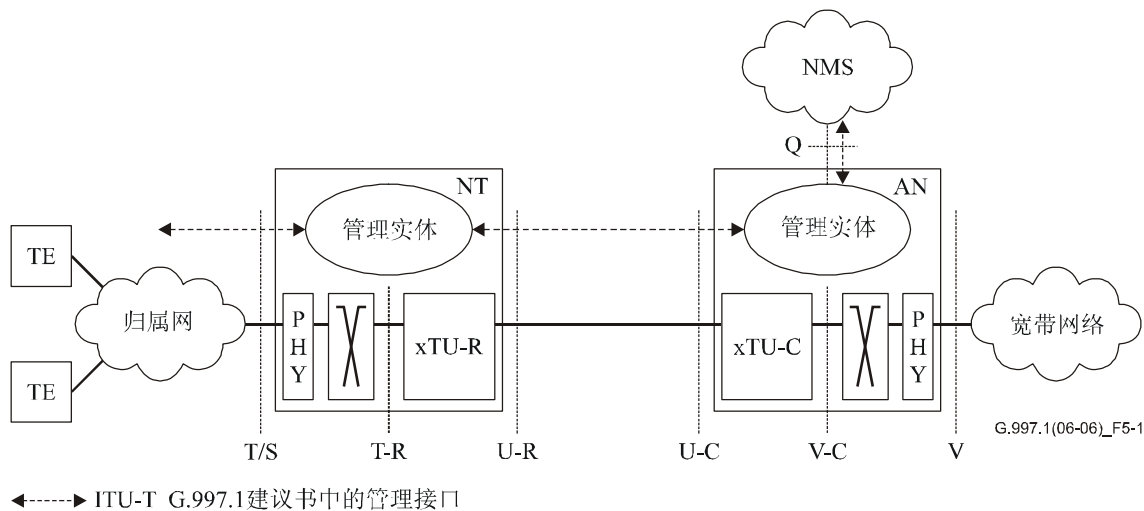 NMS
Q
NT
AN
管理实体
管理实体
TE
TE
归属网
P
H
Y
xTU-R
xTU-C
P
H
Y
宽带网络
G.997.1(06-06)_F5-1
T/S
T-R
U-R
U-C
V-C
V
ITU-T G.997.1建议书中的管理接口